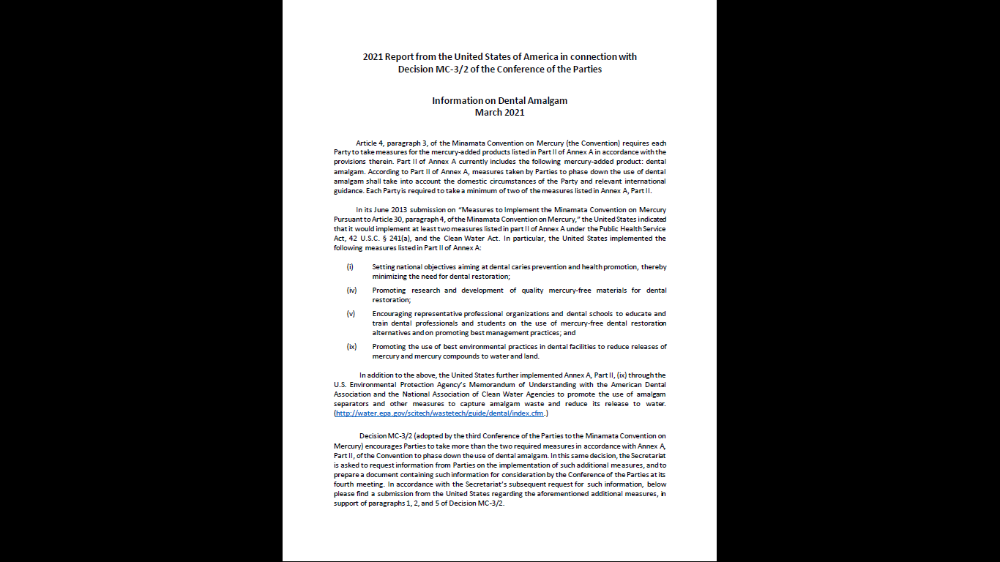 2021 Report from the United States of America in connection with
Decision MC-3/2 of the Conference of the Parties
Information on Dental Amalgam
March 2021
Article 4, paragraph 3, of the Minamata Convention on Mercury (the Convention) requires each
Party to take measures for the mercury-added products listed in Part II of Annex A in accordance with the
provisions therein. Part II of Annex A currently includes the following mercury-added product: dental
amalgam. According to Part II of Annex A, measures taken by Parties to phase down the use of dental
amalgam shall take into account the domestic circumstances of the Party and relevant international
guidance. Each Party is required to take a minimum of two of the measures listed in Annex A, Part II.
In its June 2013 submission on “Measures to Implement the Minamata Convention on Mercury
Pursuant to Article 30, paragraph 4, of the Minamata Convention on Mercury,” the United States indicated
that it would implement at least two measures listed in part II of Annex A under the Public Health Service
Act, 42 U.S.C. § 241(a), and the Clean Water Act. In particular, the United States implemented the
following measures listed in Part II of Annex A:
(i) Setting national objectives aiming at dental caries prevention and health promotion, thereby
minimizing the need for dental restoration;
(iv) Promoting research and development of quality mercury-free materials for dental
restoration;
(v) Encouraging representative professional organizations and dental schools to educate and
train dental professionals and students on the use of mercury-free dental restoration
alternatives and on promoting best management practices; and
(ix) Promoting the use of best environmental practices in dental facilities to reduce releases of
mercury and mercury compounds to water and land.
In addition to the above, the United States further implemented Annex A, Part II, (ix) through the
U.S. Environmental Protection Agency’s Memorandum of Understanding with the American Dental
Association and the National Association of Clean Water Agencies to promote the use of amalgam
separators and other measures to capture amalgam waste and reduce its release to water.
(http://water.epa.gov/scitech/wastetech/guide/dental/index.cfm.)
Decision MC-3/2 (adopted by the third Conference of the Parties to the Minamata Convention on
Mercury) encourages Parties to take more than the two required measures in accordance with Annex A,
Part II, of the Convention to phase down the use of dental amalgam. In this same decision, the Secretariat
is asked to request information from Parties on the implementation of such additional measures, and to
prepare a document containing such information for consideration by the Conference of the Parties at its
fourth meeting. In accordance with the Secretariat’s subsequent request for such information, below
please find a submission from the United States regarding the aforementioned additional measures, in
support of paragraphs 1, 2, and 5 of Decision MC-3/2.